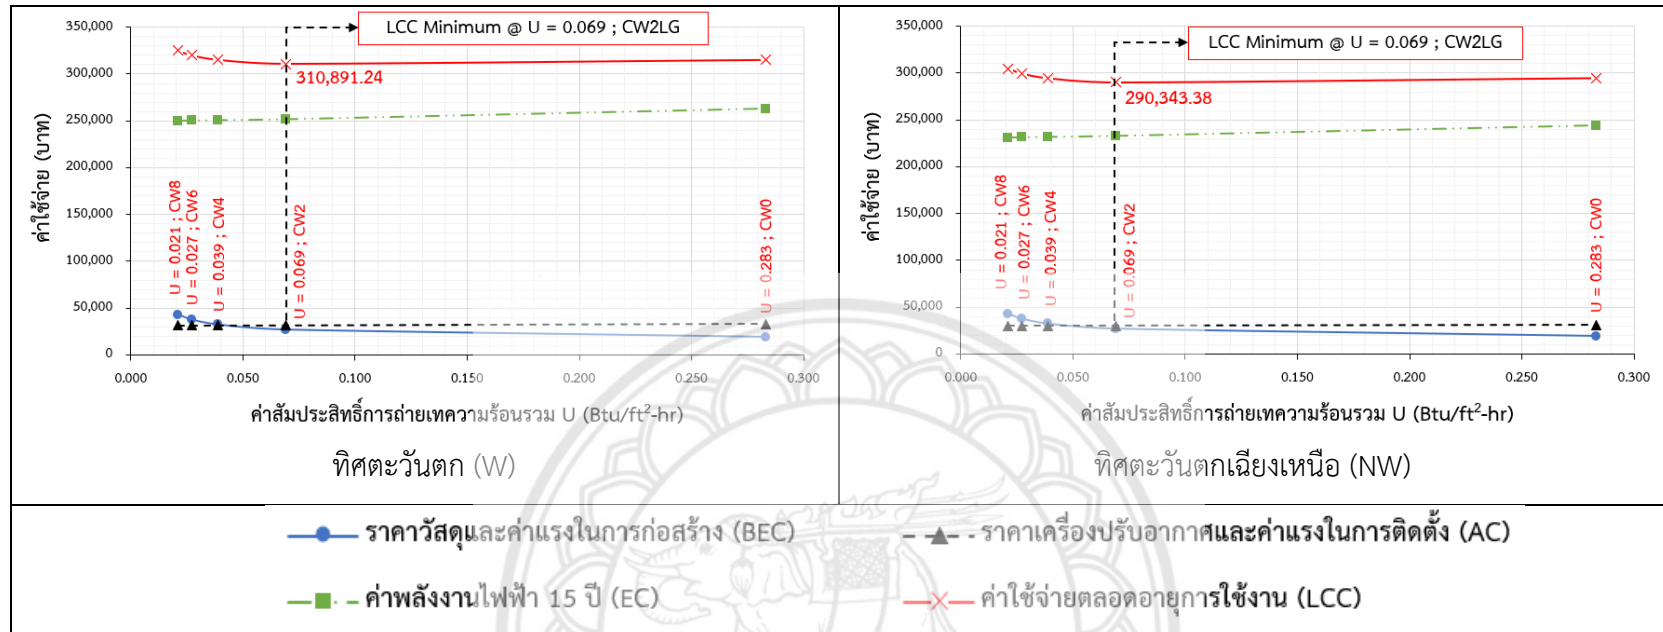 LCC Minimum @ U = 0.069 ; CW2LG
350,000
300,000
250,000
200,000
150,000
100,000
50,000
0
ค่าใช้จ่าย (บาท)
310,891.24
U = 0.021 ; CW8
U = 0.027 ; CW6
U = 0.039 ; CW4
U = 0.069 ; CW2
U = 0.283 ; CW0
0.000 0.050 0.100 0.150 0.200 0.250 0.300
ค่าสัมประสิทธิ์การถ่ายเทความร้อนรวม U (Btu/ft²-hr)
ทิศตะวันตก (W)
LCC Minimum @ U = 0.069 ; CW2LG
350,000
300,000
250,000
200,000
150,000
100,000
50,000
0
ค่าใช้จ่าย (บาท)
290,343.38
U = 0.021 ; CW8
U = 0.027 ; CW6
U = 0.039 ; CW4
U = 0.069 ; CW2
U = 0.283 ; CW0
0.000 0.050 0.100 0.150 0.200 0.250 0.300
ค่าสัมประสิทธิ์การถ่ายเทความร้อนรวม U (Btu/ft²-hr)
ทิศตะวันตกเฉียงเหนือ (NW)
ราคาวัสดุและค่าแรงในการก่อสร้าง (BEC)
ราคาเครื่องปรับอากาศและค่าแรงในการติดตั้ง (AC)
ค่าพลังงานไฟฟ้า 15 ปี (EC)
ค่าใช้จ่ายตลอดอายุการใช้งาน (LCC)